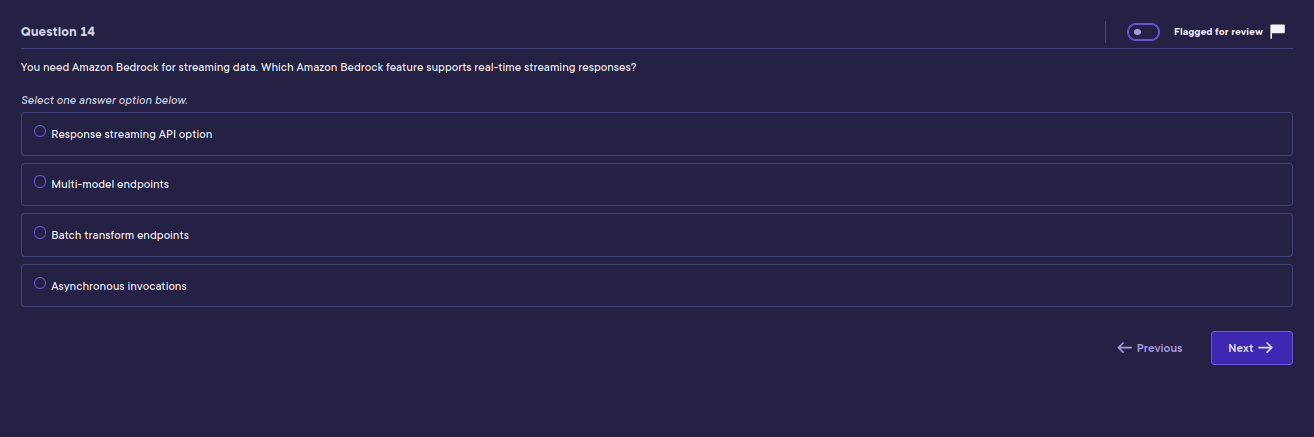 Question 14
Flagged for review
You need Amazon Bedrock for streaming data. Which Amazon Bedrock feature supports real-time streaming responses?
Select one answer option below.
Response streaming API option
Multi-model endpoints
Batch transform endpoints
Asynchronous invocations
Previous
Next